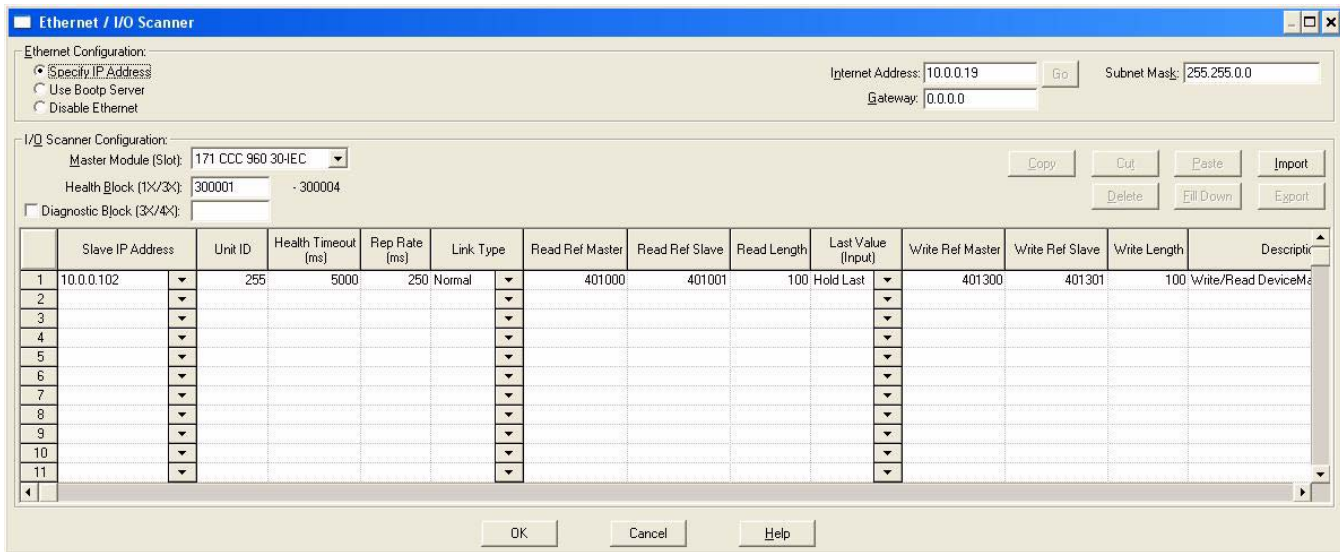 Ethernet / I/O Scanner
Ethernet Configuration:
Specify IP Address
Use Bootp Server
Disable Ethernet
Internet Address: 10.0.0.19 Go Subnet Mask: 255.255.0.0
Gateway: 0.0.0.0
I/O Scanner Configuration:
Master Module (Slot): 171 CCC 960 30-IEC
Health Block (1X/3X): 300001 - 300004
Diagnostic Block (3X/4X):
Copy Cut Paste Import
Delete Fill Down Export
Slave IP Address Unit ID Health Timeout (ms) Rep Rate (ms) Link Type Read Ref Master Read Ref Slave Read Length Last Value (Input) Write Ref Master Write Ref Slave Write Length Descriptic
1 10.0.0.102 255 5000 250 Normal 401000 401001 100 Hold Last 401300 401301 100 Write/Read DeviceMa
2
3
4
5
6
7
8
9
10
11
OK Cancel Help